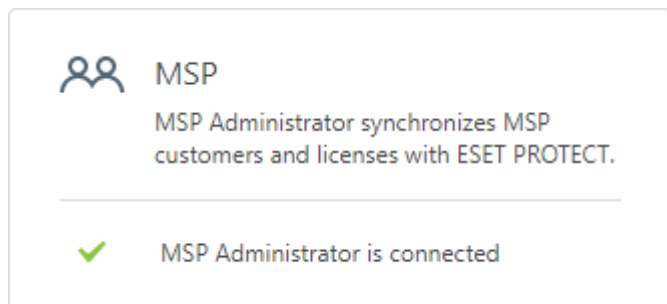 MSP
MSP Administrator synchronizes MSP
customers and licenses with ESET PROTECT.
MSP Administrator is connected